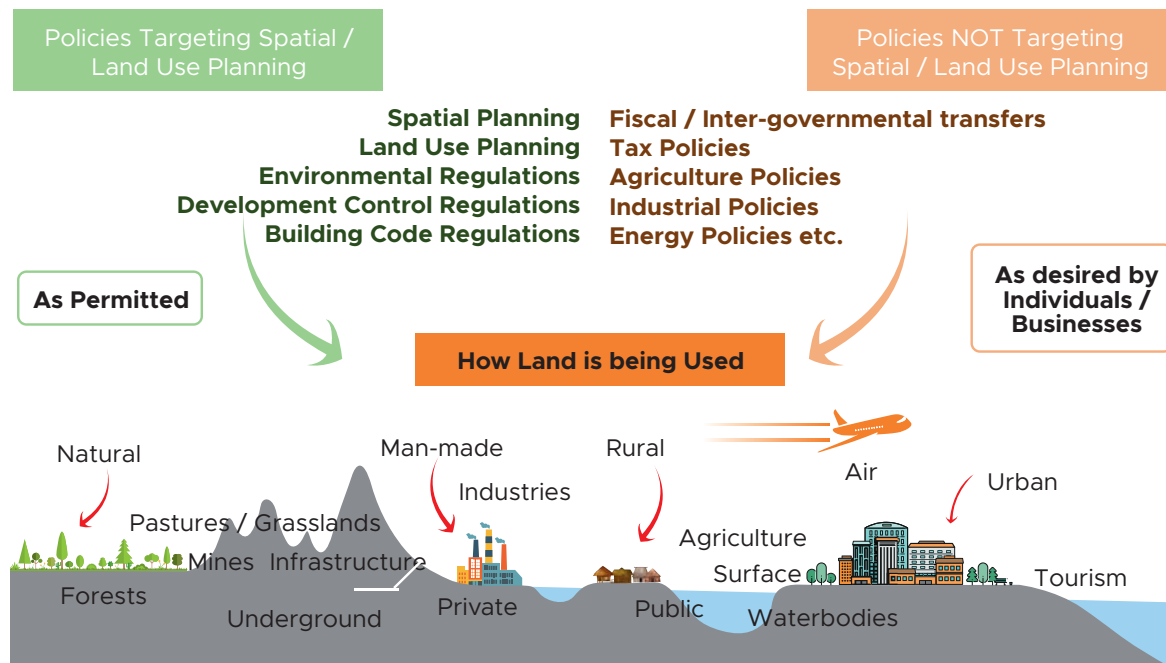 Policies Targeting Spatial /
Land Use Planning
Policies NOT Targeting
Spatial / Land Use Planning
Spatial Planning
Land Use Planning
Environmental Regulations
Development Control Regulations
Building Code Regulations
Fiscal / Inter-governmental transfers
Tax Policies
Agriculture Policies
Industrial Policies
Energy Policies etc.
As Permitted
As desired by
Individuals /
Businesses
How Land is being Used
Natural
Man-made
Rural
Air
Urban
Industries
Pastures / Grasslands
Agriculture
Mines
Infrastructure
Surface
Tourism
Forests
Underground
Private
Public
Waterbodies